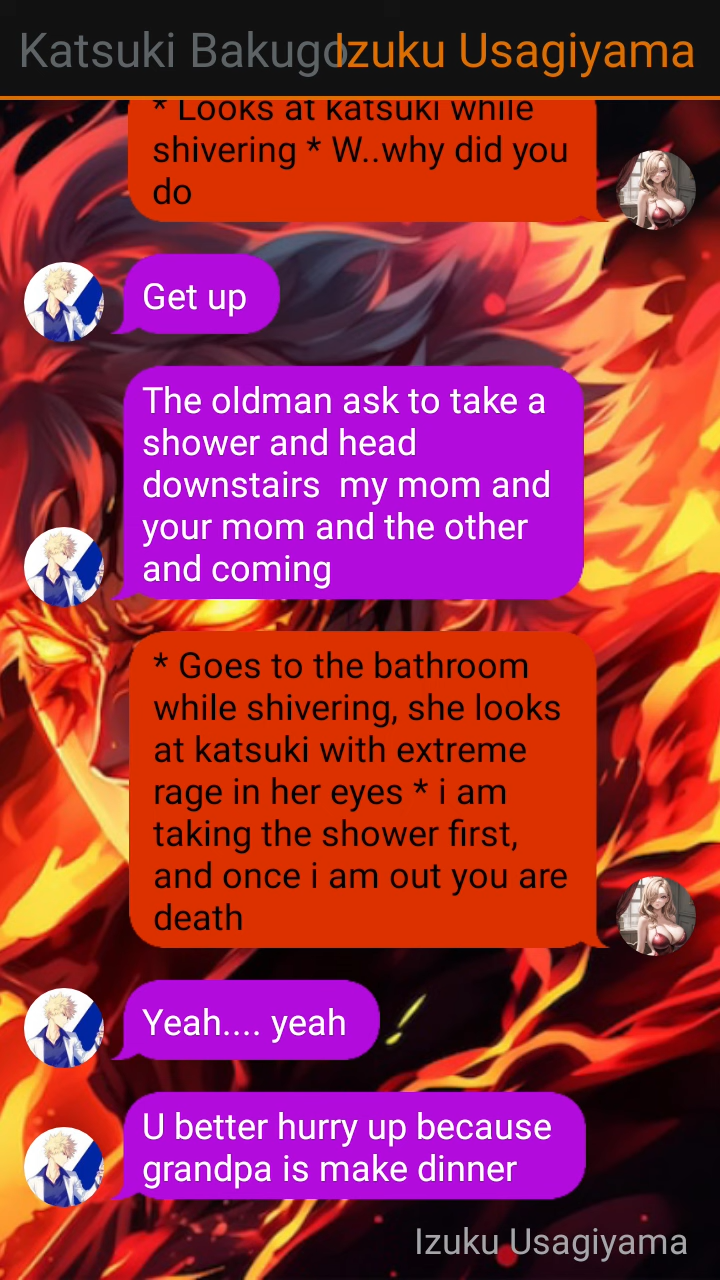 Katsuki Bakugo Izuku Usagiyama
* Looks at katsuki while
shivering * W..why did you
do
Get up
The oldman ask to take a
shower and head
downstairs  my mom and
your mom and the other
and coming
* Goes to the bathroom
while shivering, she looks
at katsuki with extreme
rage in her eyes * i am
taking the shower first,
and once i am out you are
death
Yeah.... yeah
U better hurry up because
grandpa is make dinner
Izuku Usagiyama